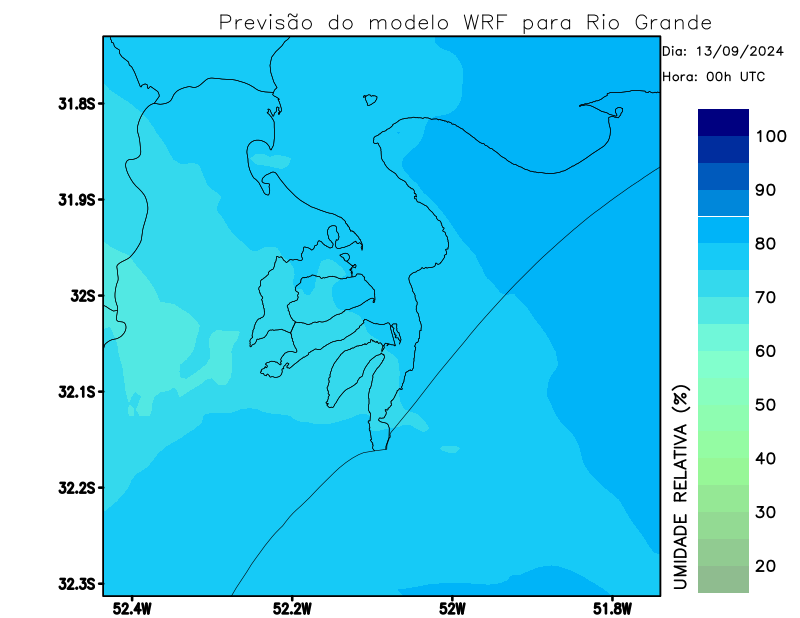 Previsão do modelo WRF para Rio Grande
Dia: 13/09/2024
Hora: 00h UTC
31.8S
31.9S
32S
32.1S
32.2S
32.3S
52.4W
52.2W
52W
51.8W
100
90
80
70
60
50
40
30
20
UMIDADE RELATIVA (%)